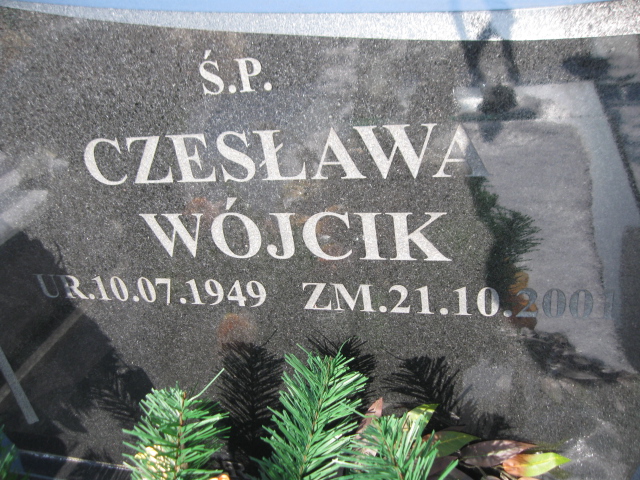 Ś.P.
CZESŁAWA
WÓJCIK
UR.10.07.1949 ZM.21.10.2001